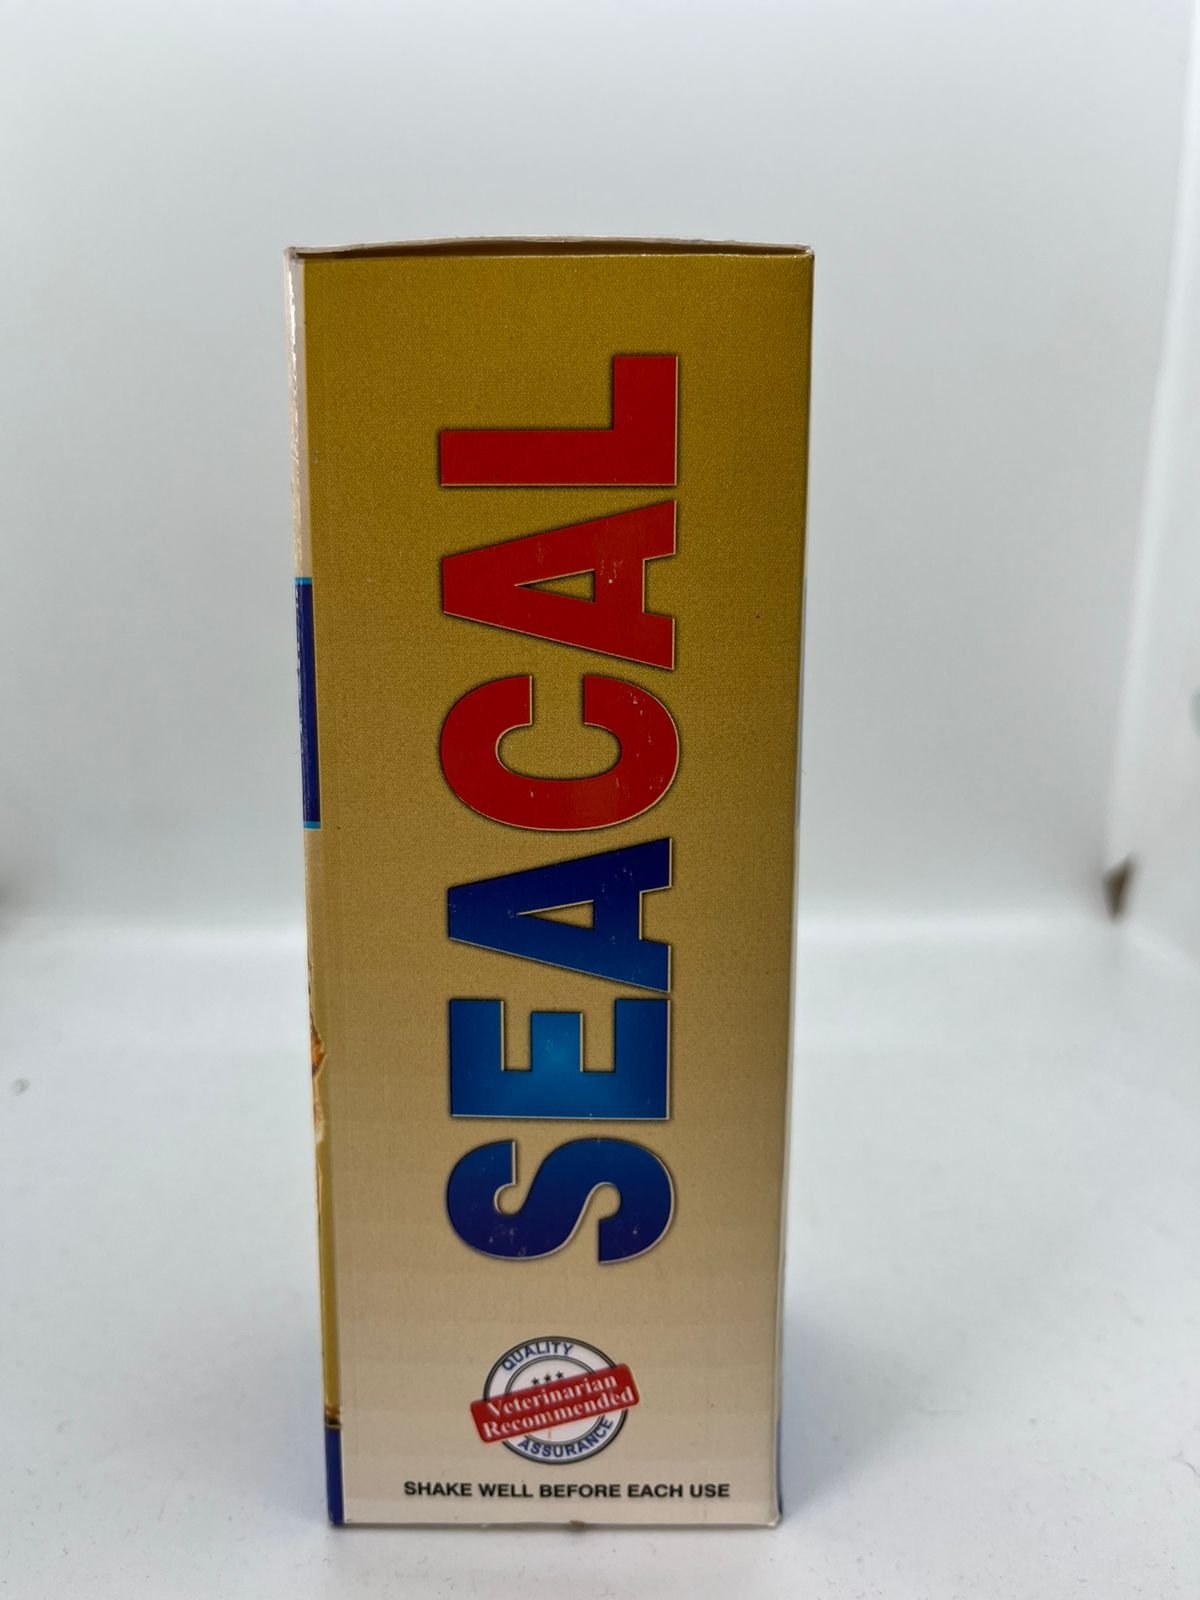 SEACAL
QUALITY
Veterinarian
Recommended
ASSURANCE
SHAKE WELL BEFORE EACH USE